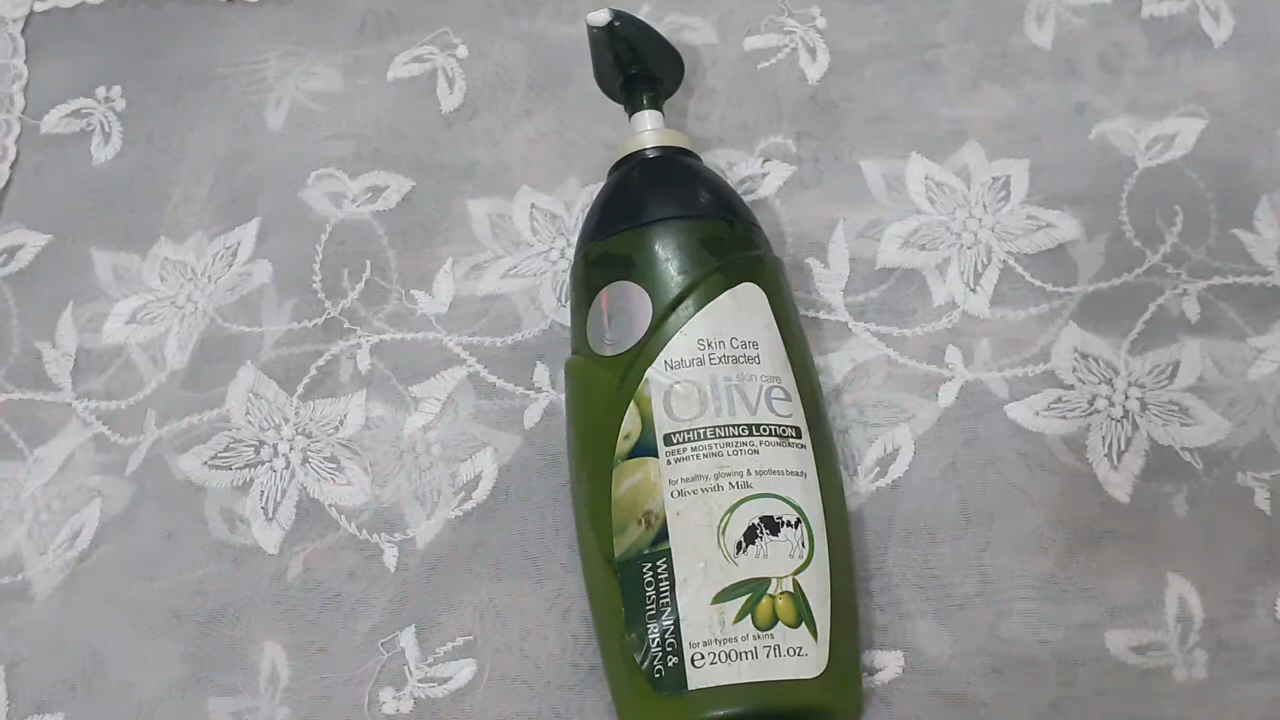 Skin Care
Natural Extracted
skin care
Olive
WHITENING LOTION
DEEP MOISTURIZING, FOUNDATION
& WHITENING LOTION
for healthy, glowing & spotless beauty
Olive with Milk
WHITENING &
MOISTURISING
for all types of skins
e 200ml 7fl.oz.